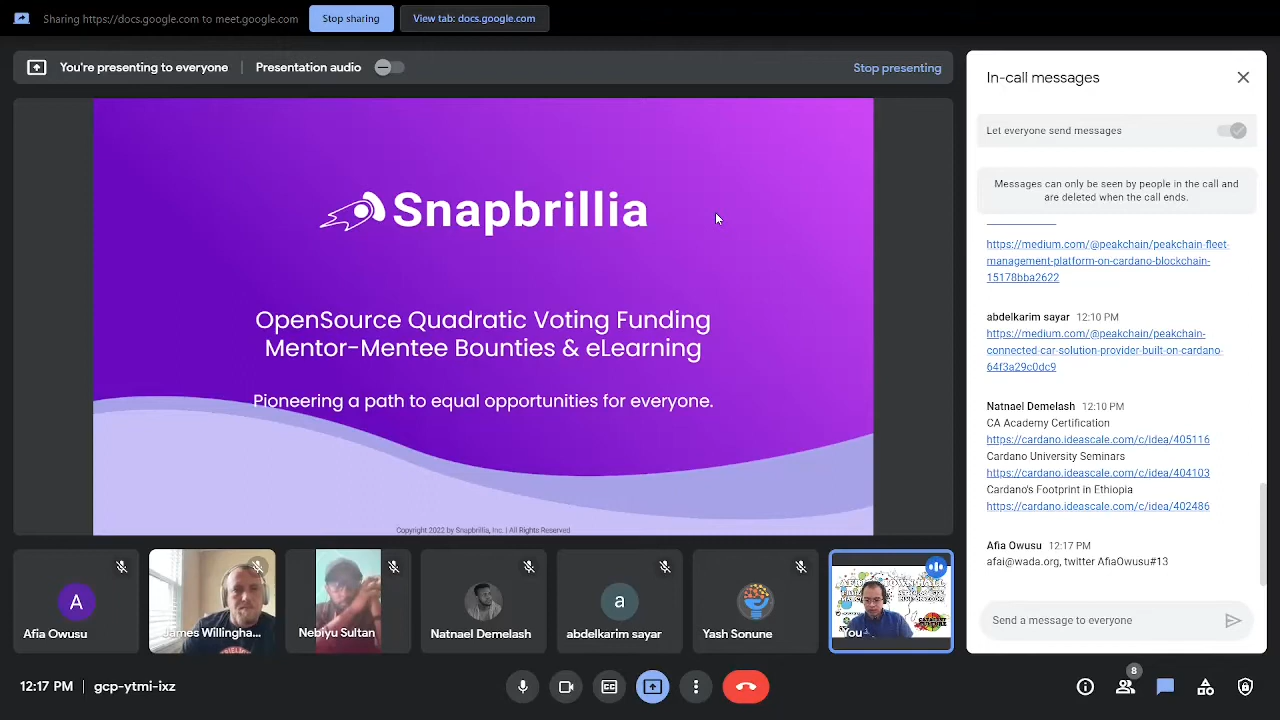 Sharing https://docs.google.com to meet.google.com
Stop sharing
View tab: docs.google.com
You're presenting to everyone
Presentation audio
Stop presenting
Snapbrillia
OpenSource Quadratic Voting Funding
Mentor-Mentee Bounties & eLearning
Pioneering a path to equal opportunities for everyone.
Copyright 2022 by Snapbrillia, Inc. | All Rights Reserved
In-call messages
Let everyone send messages
Messages can only be seen by people in the call and
are deleted when the call ends.
https://medium.com/@peakchain/peakchain-fleet-
management-platform-on-cardano-blockchain-
15178bba2622
abdelkarim sayar 12:10 PM
https://medium.com/@peakchain/peakchain-
connected-car-solution-provider-built-on-cardano-
64f3a29c0dc9
Natnael Demelash 12:10 PM
CA Academy Certification
https://cardano.ideascale.com/c/idea/405116
Cardano University Seminars
https://cardano.ideascale.com/c/idea/404103
Cardano's Footprint in Ethiopia
https://cardano.ideascale.com/c/idea/402486
Afia Owusu 12:17 PM
afai@wada.org, twitter AfiaOwusu#13
Send a message to everyone
A
Afia Owusu
James Willingha...
Nebiyu Sultan
Natnael Demelash
a
abdelkarim sayar
Yash Sonune
You
12:17 PM | gcp-ytmi-ixz
8